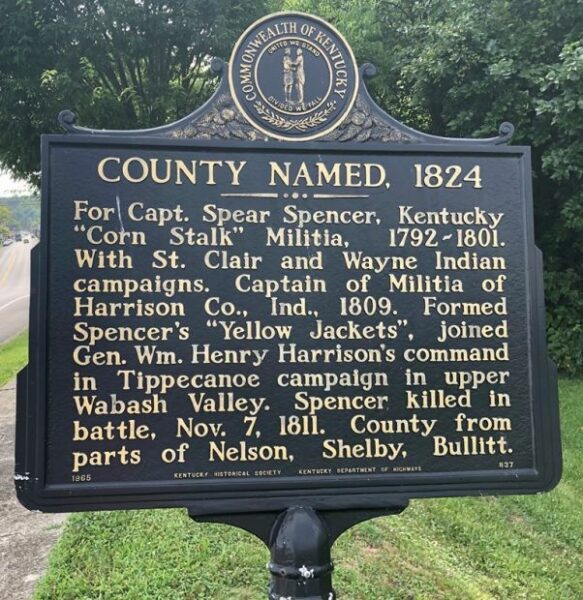 COMMONWEALTH OF KENTUCKY
UNITED WE STAND
DIVIDED WE FALL
COUNTY NAMED, 1824
For Capt. Spear Spencer, Kentucky
"Corn Stalk" Militia, 1792-1801.
With St. Clair and Wayne Indian
campaigns. Captain of Militia of
Harrison Co., Ind., 1809. Formed
Spencer's "Yellow Jackets", joined
Gen. Wm. Henry Harrison's command
in Tippecanoe campaign in upper
Wabash Valley. Spencer killed in
battle, Nov. 7, 1811. County from
parts of Nelson, Shelby, Bullitt.
1965 KENTUCKY HISTORICAL SOCIETY KENTUCKY DEPARTMENT OF HIGHWAYS 837